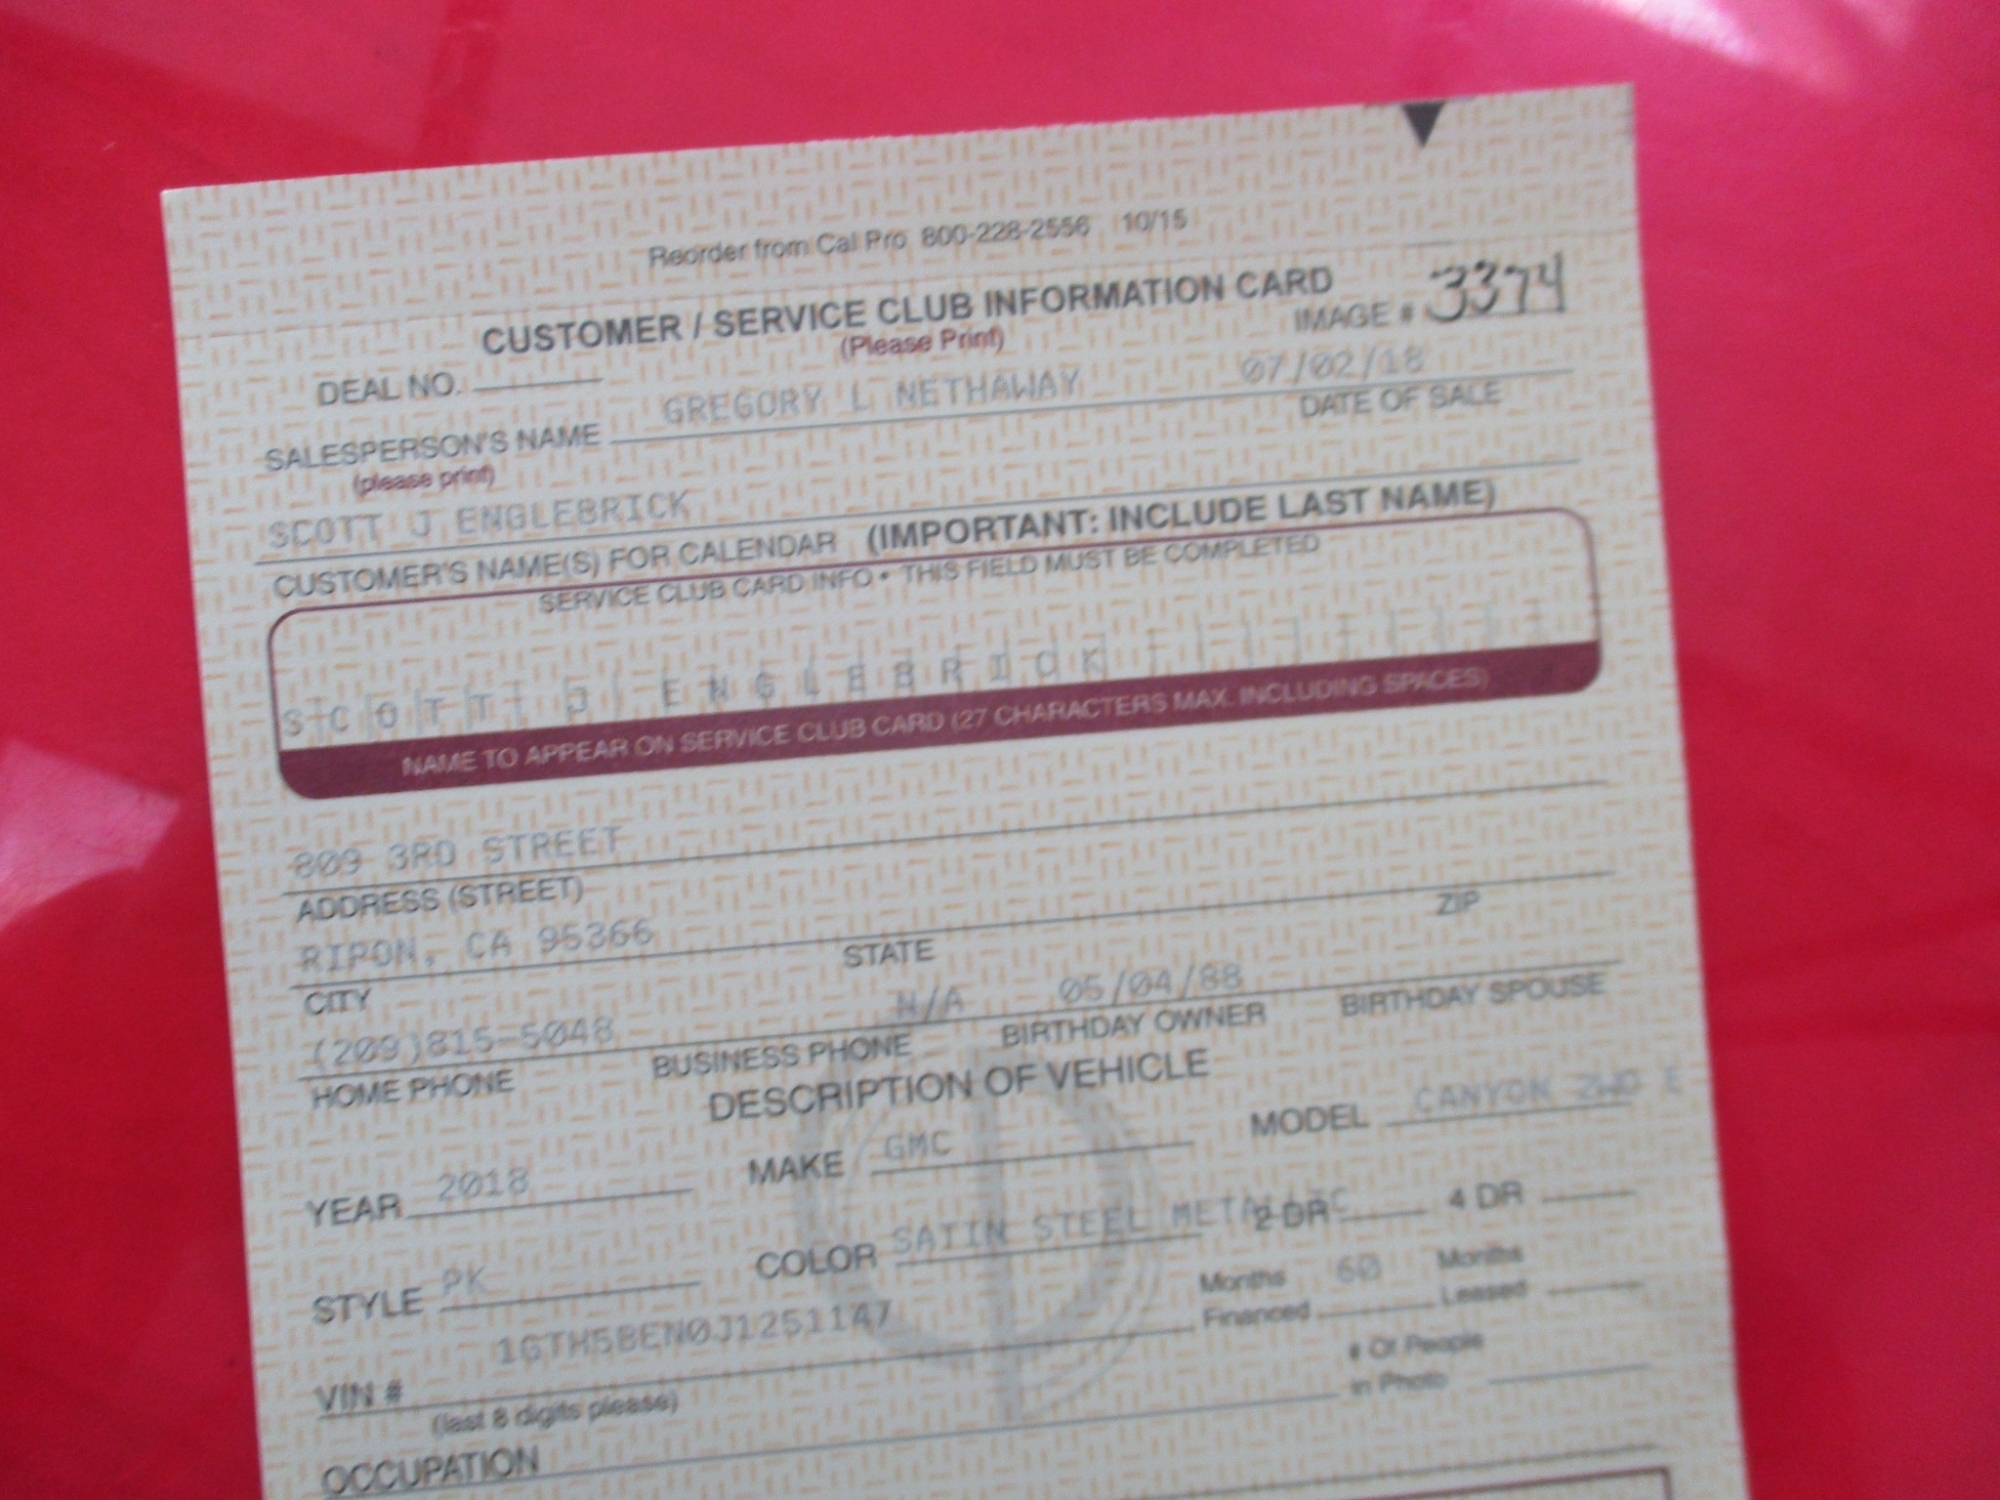 Reorder from Cal Pro 800-228-2556 10/15
CUSTOMER / SERVICE CLUB INFORMATION CARD
(Please Print)
IMAGE # 3374
DEAL NO.
GREGORY L NETHAWAY 07/02/18
SALESPERSON'S NAME DATE OF SALE
(please print)
SCOTT J ENGLEBRICK
CUSTOMER'S NAME(S) FOR CALENDAR (IMPORTANT: INCLUDE LAST NAME)
SERVICE CLUB CARD INFO • THIS FIELD MUST BE COMPLETED
SCOTT J ENGLEBRICK
NAME TO APPEAR ON SERVICE CLUB CARD (27 CHARACTERS MAX. INCLUDING SPACES)
809 3RD STREET
ADDRESS (STREET)
RIPON, CA 95366
CITY STATE ZIP
(209)815-5048 N/A 05/04/88
HOME PHONE BUSINESS PHONE BIRTHDAY OWNER BIRTHDAY SPOUSE
DESCRIPTION OF VEHICLE
YEAR 2018 MAKE GMC MODEL CANYON 2WD E
STYLE PK COLOR SATIN STEEL METALLIC 2 DR 4 DR
VIN # 1GTH5BEN0J1251147 Months Financed 60 Months Leased
(last 8 digits please) # Of People in Photo
OCCUPATION